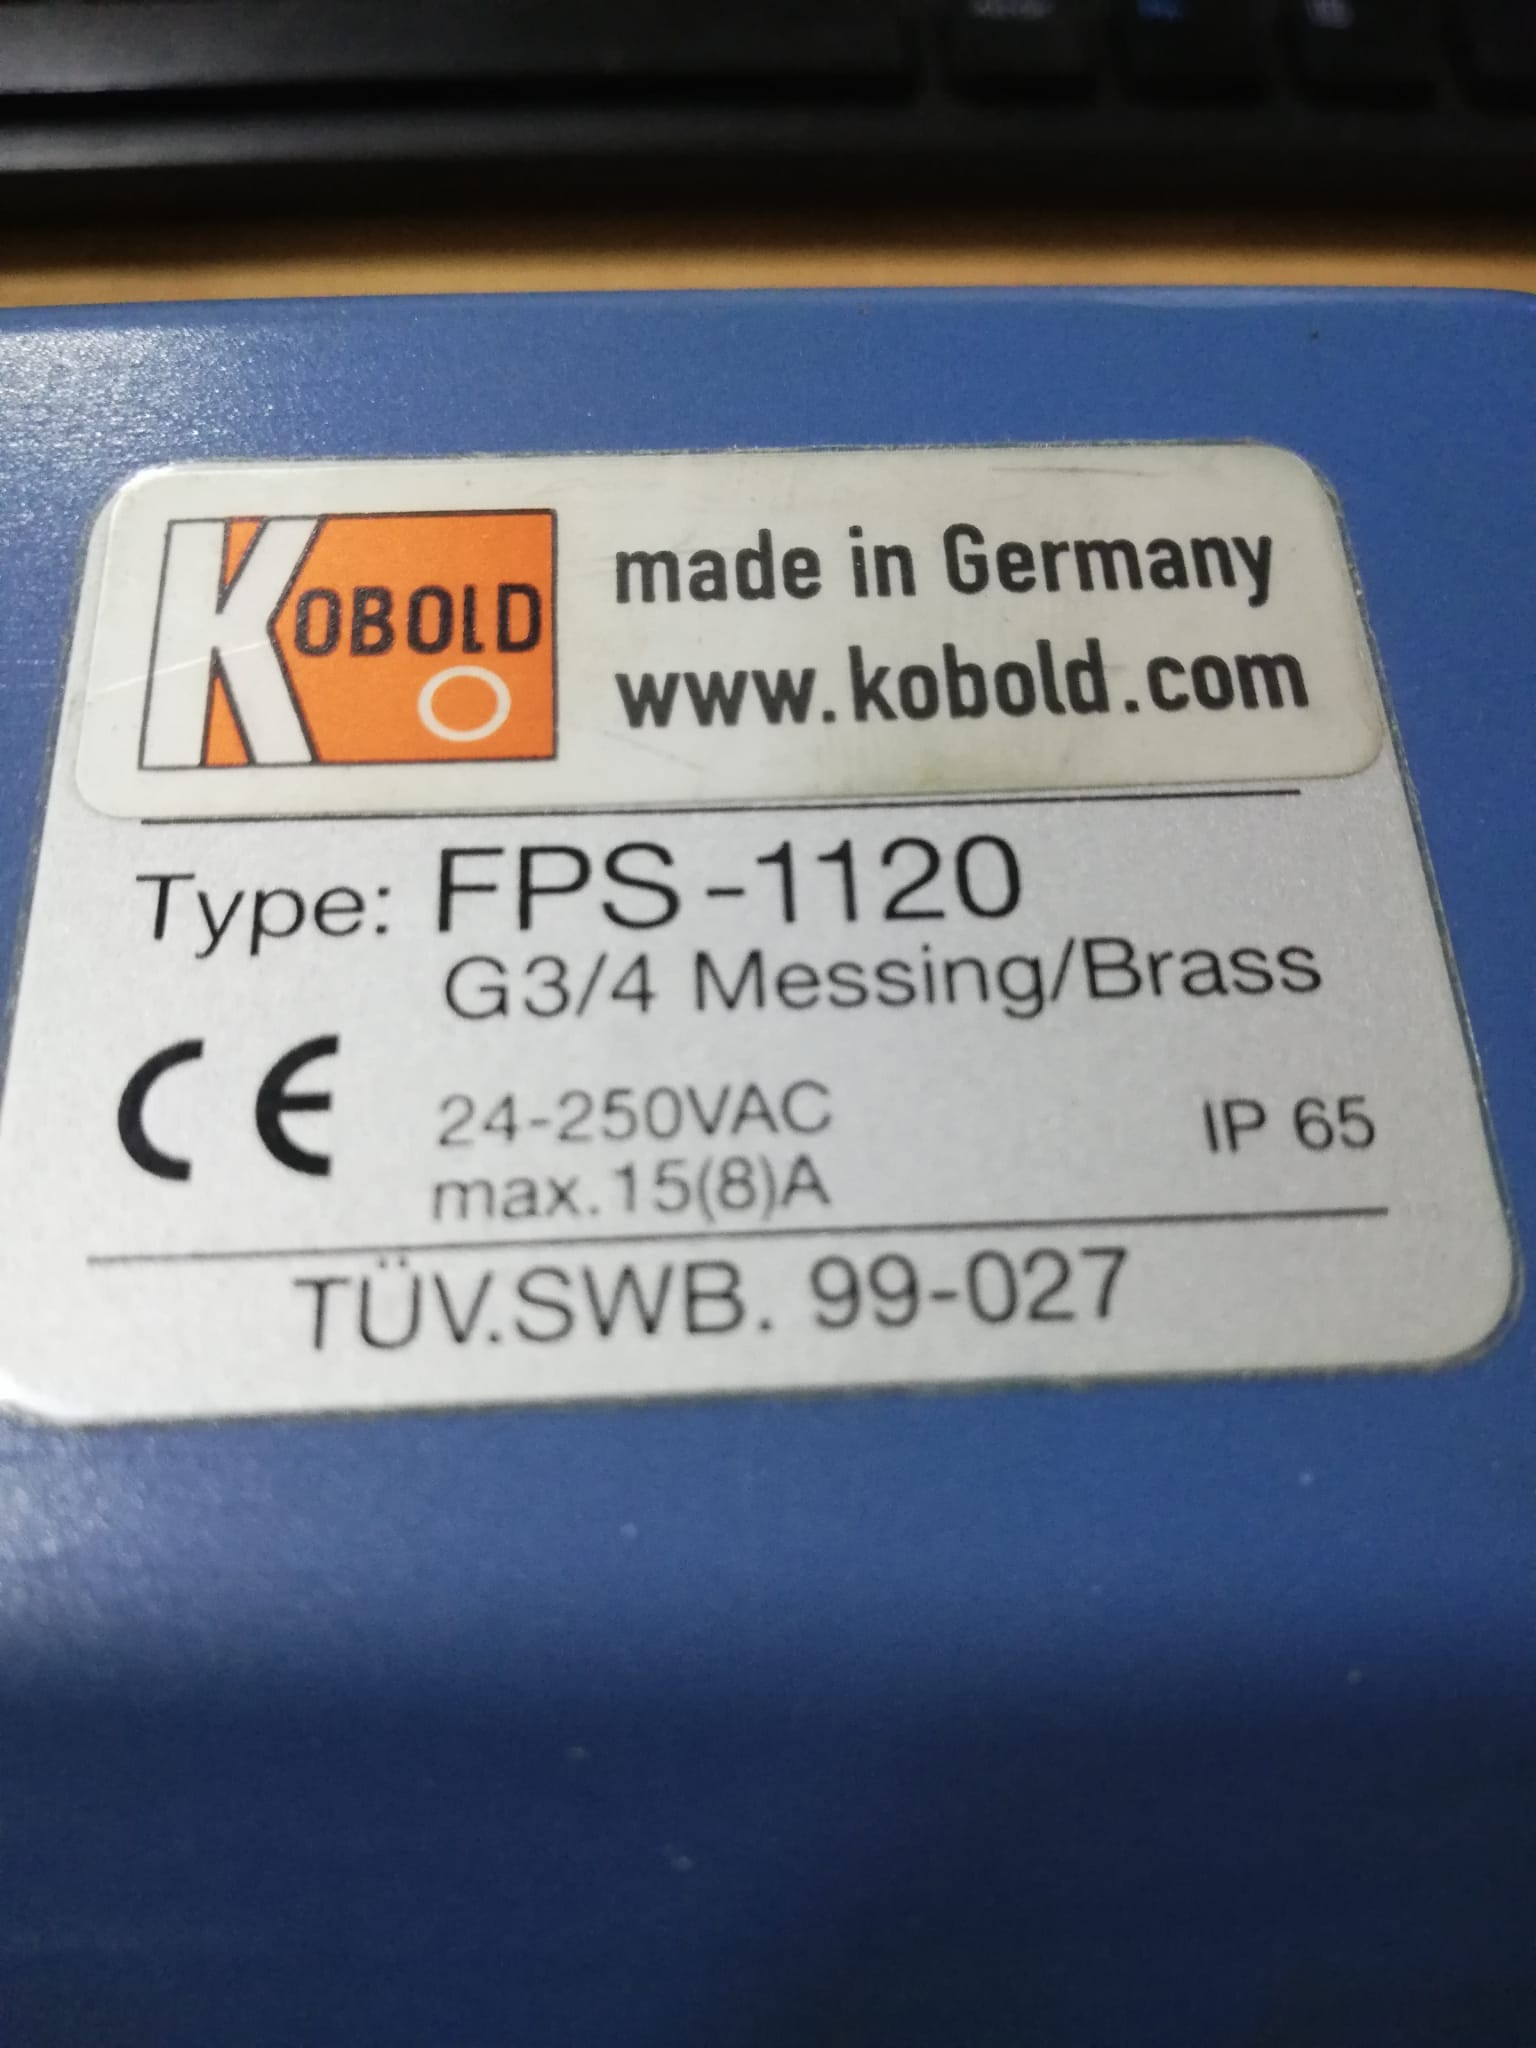 KOBOLD
made in Germany
www.kobold.com
Type: FPS-1120
G3/4 Messing/Brass
CE
24-250VAC
IP 65
max.15(8)A
TÜV.SWB. 99-027